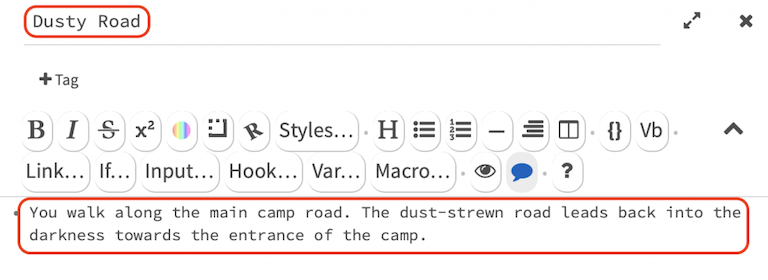 Dusty Road
+ Tag
B I S x² H {} Vb
Styles...
Link... If... Input... Hook... Var... Macro... ?
You walk along the main camp road. The dust-strewn road leads back into the
darkness towards the entrance of the camp.